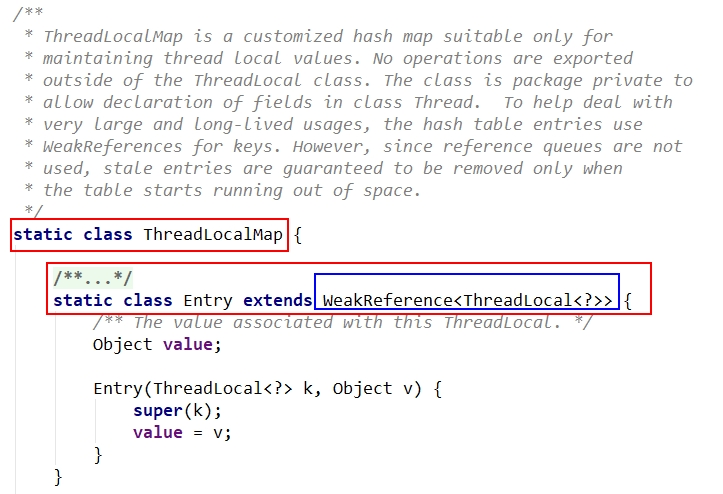 /**
* ThreadLocalMap is a customized hash map suitable only for
* maintaining thread local values. No operations are exported
* outside of the ThreadLocal class. The class is package private to
* allow declaration of fields in class Thread.  To help deal with
* very large and long-lived usages, the hash table entries use
* WeakReferences for keys. However, since reference queues are not
* used, stale entries are guaranteed to be removed only when
* the table starts running out of space.
*/
static class ThreadLocalMap {
/**...*/
static class Entry extends WeakReference<ThreadLocal<?>> {
/** The value associated with this ThreadLocal. */
Object value;
Entry(ThreadLocal<?> k, Object v) {
super(k);
value = v;
}
}